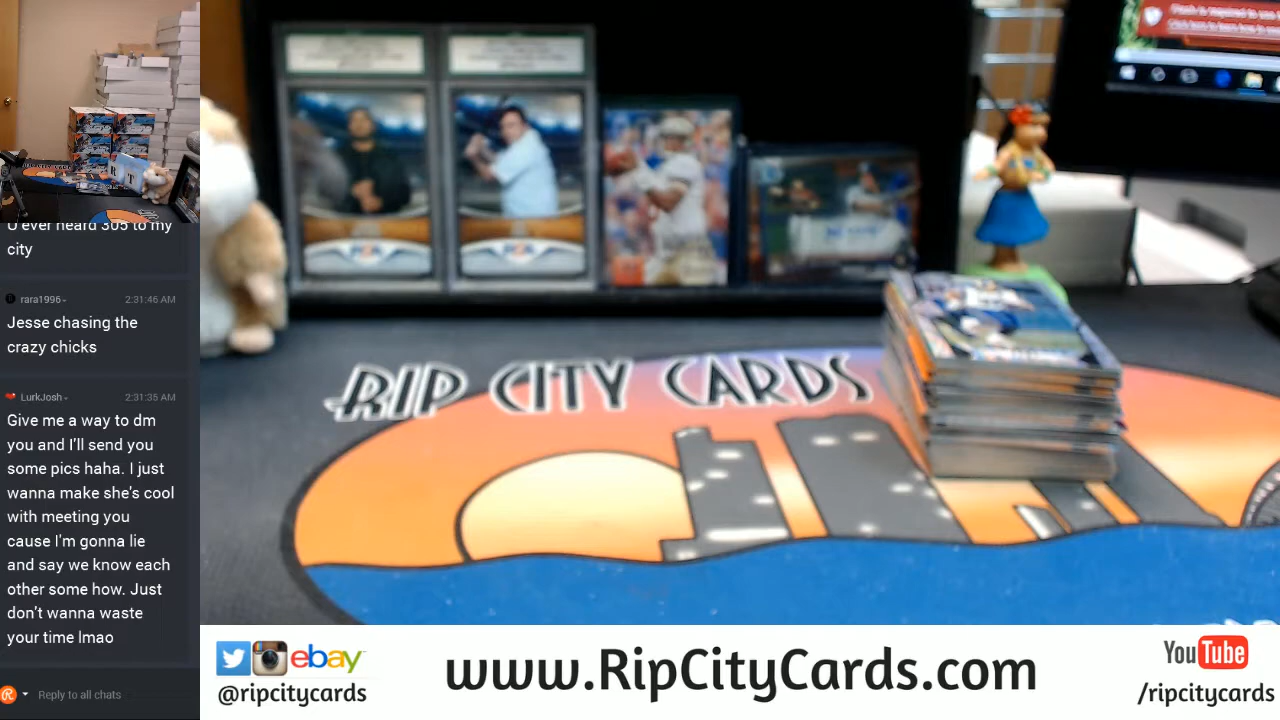 U ever heard 305 to my
city
rara1996
2:31:46 AM
Jesse chasing the
crazy chicks
LurkJosh
2:31:35 AM
Give me a way to dm
you and I'll send you
some pics haha. I just
wanna make she's cool
with meeting you
cause I'm gonna lie
and say we know each
other some how. Just
don't wanna waste
your time lmao
Reply to all chats
RIP CITY CARDS
ebay
@ripcitycards
www.RipCityCards.com
YouTube
/ripcitycards